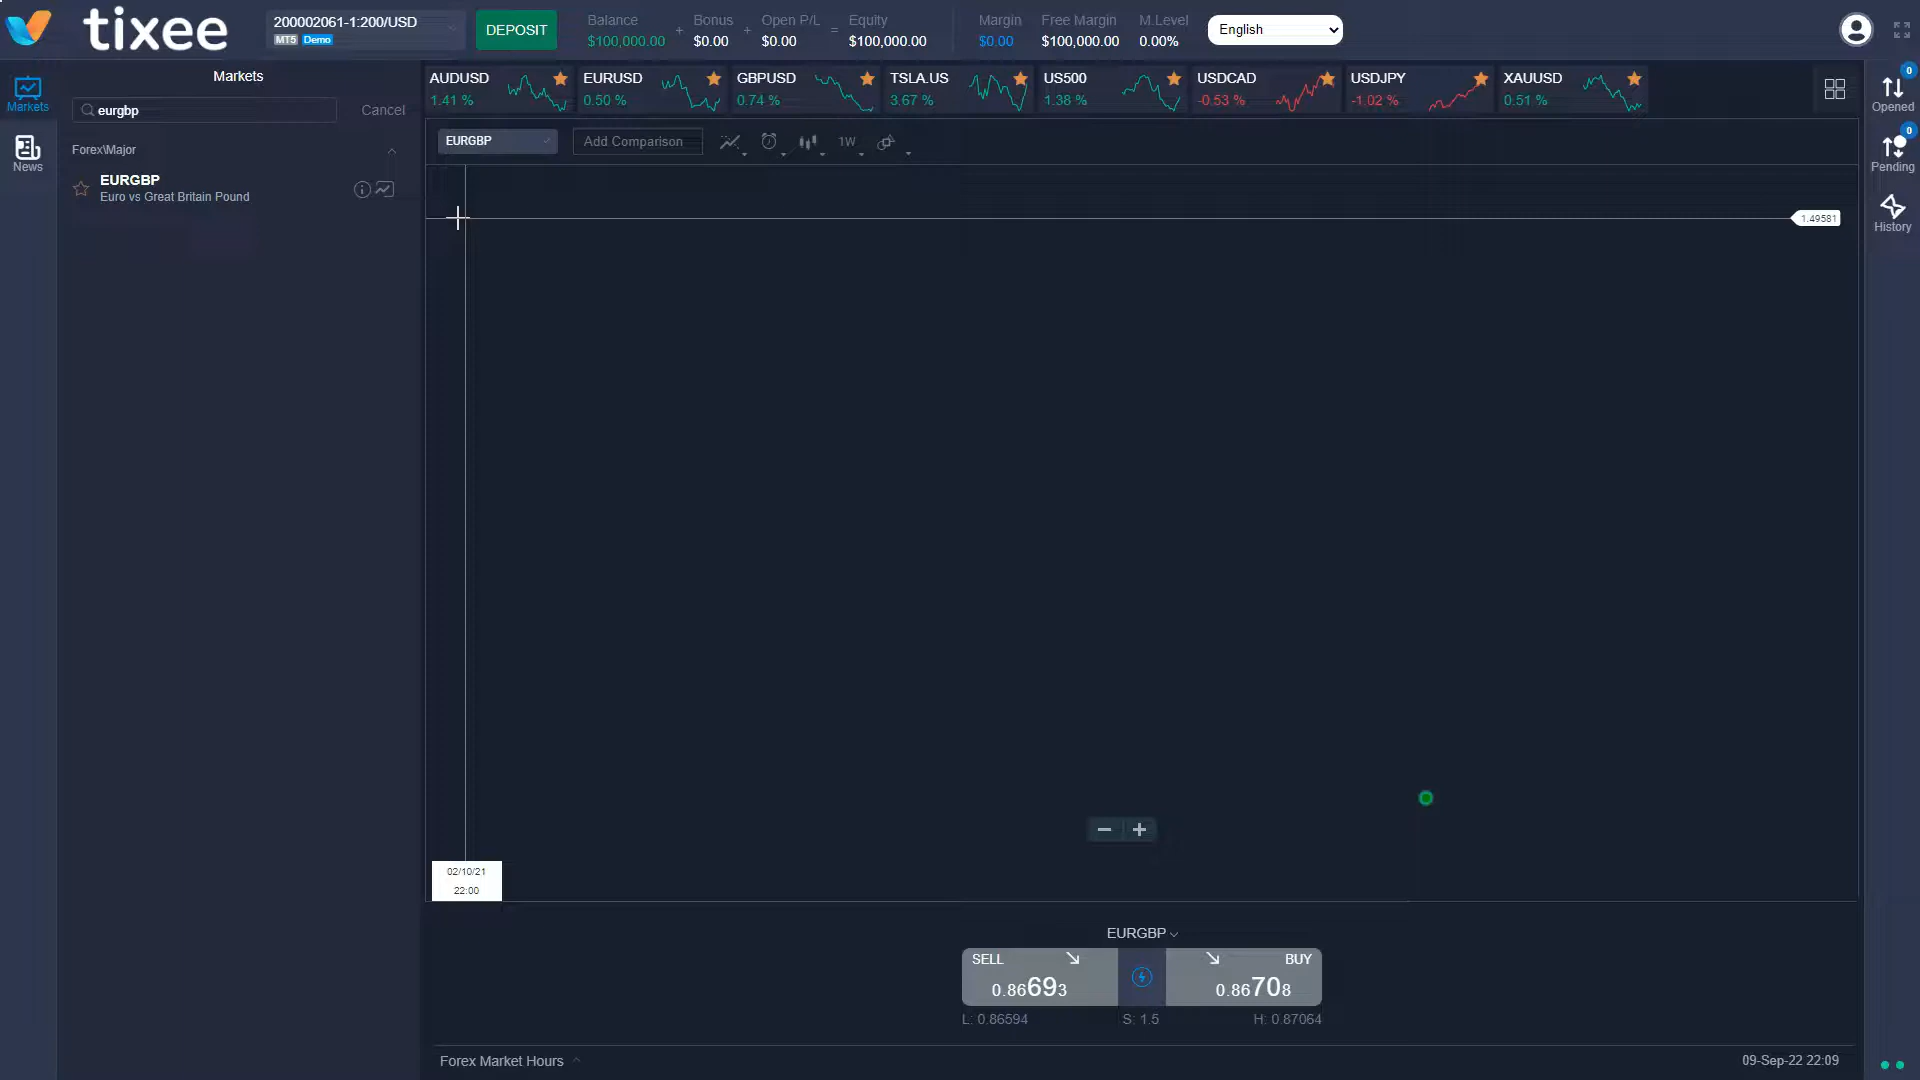 tixee
200002061-1:200/USD
MT5 Demo
DEPOSIT
Balance
$100,000.00
+
Bonus
$0.00
+
Open P/L
$0.00
=
Equity
$100,000.00
Margin
$0.00
Free Margin
$100,000.00
M.Level
0.00%
English
Markets
News
Markets
eurgbp
Cancel
Forex\Major
EURGBP
Euro vs Great Britain Pound
AUDUSD
1.41 %
EURUSD
0.50 %
GBPUSD
0.74 %
TSLA.US
3.67 %
US500
1.38 %
USDCAD
-0.53 %
USDJPY
-1.02 %
XAUUSD
0.51 %
0
Opened
0
Pending
History
EURGBP
Add Comparison
1W
1.49581
02/10/21
22:00
EURGBP
SELL
0.86693
BUY
0.86708
L: 0.86594
S: 1.5
H: 0.87064
Forex Market Hours
09-Sep-22 22:09